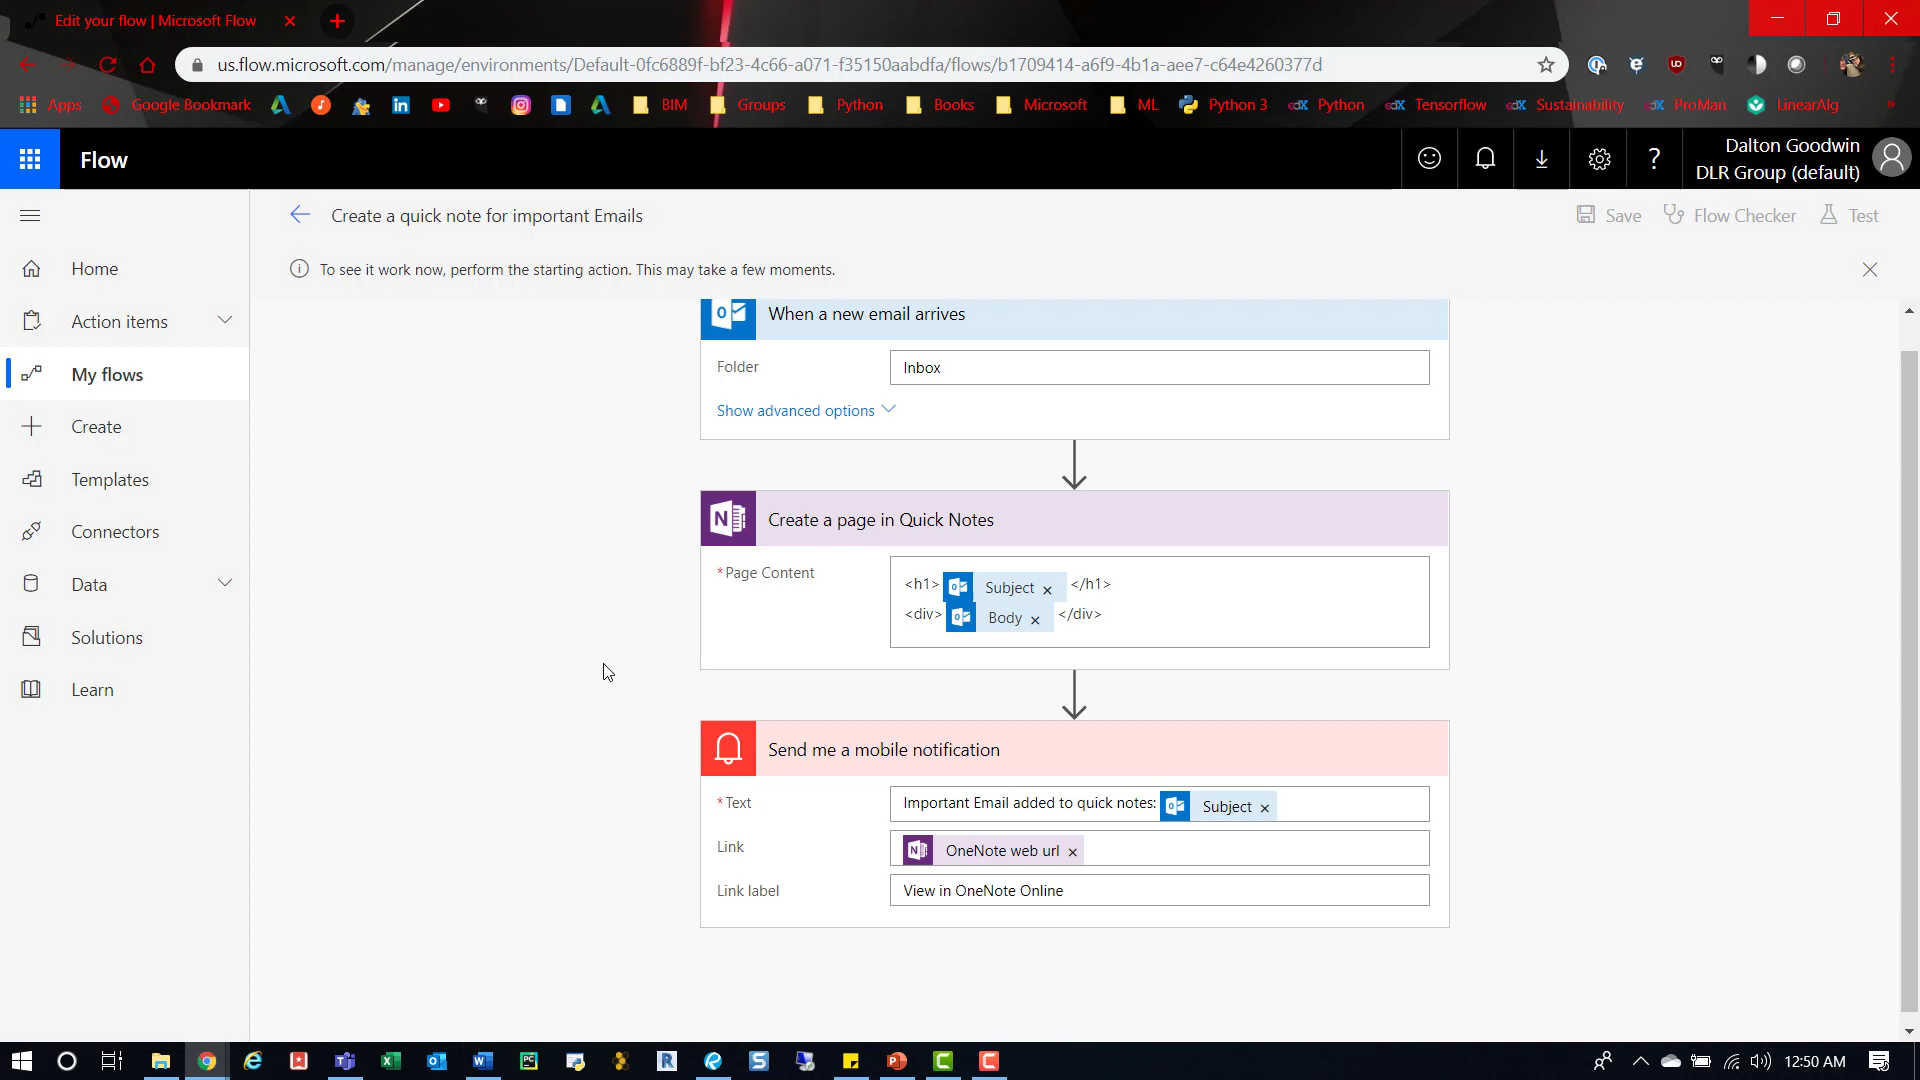 Edit your flow | Microsoft Flow
us.flow.microsoft.com/manage/environments/Default-0fc6889f-bf23-4c66-a071-f35150aabdfa/flows/b1709414-a6f9-4b1a-aee7-c64e4260377d
Apps Google Bookmark BIM Groups Python Books Microsoft ML Python 3 Python Tensorflow Sustainability ProMan LinearAlg »
Flow
Dalton Goodwin
DLR Group (default)
Create a quick note for important Emails
Save Flow Checker Test
To see it work now, perform the starting action. This may take a few moments.
Home
Action items
My flows
Create
Templates
Connectors
Data
Solutions
Learn
When a new email arrives
Folder Inbox
Show advanced options
Create a page in Quick Notes
*Page Content <h1> Subject × </h1>
<div> Body × </div>
Send me a mobile notification
*Text Important Email added to quick notes: Subject ×
Link OneNote web url ×
Link label View in OneNote Online
12:50 AM